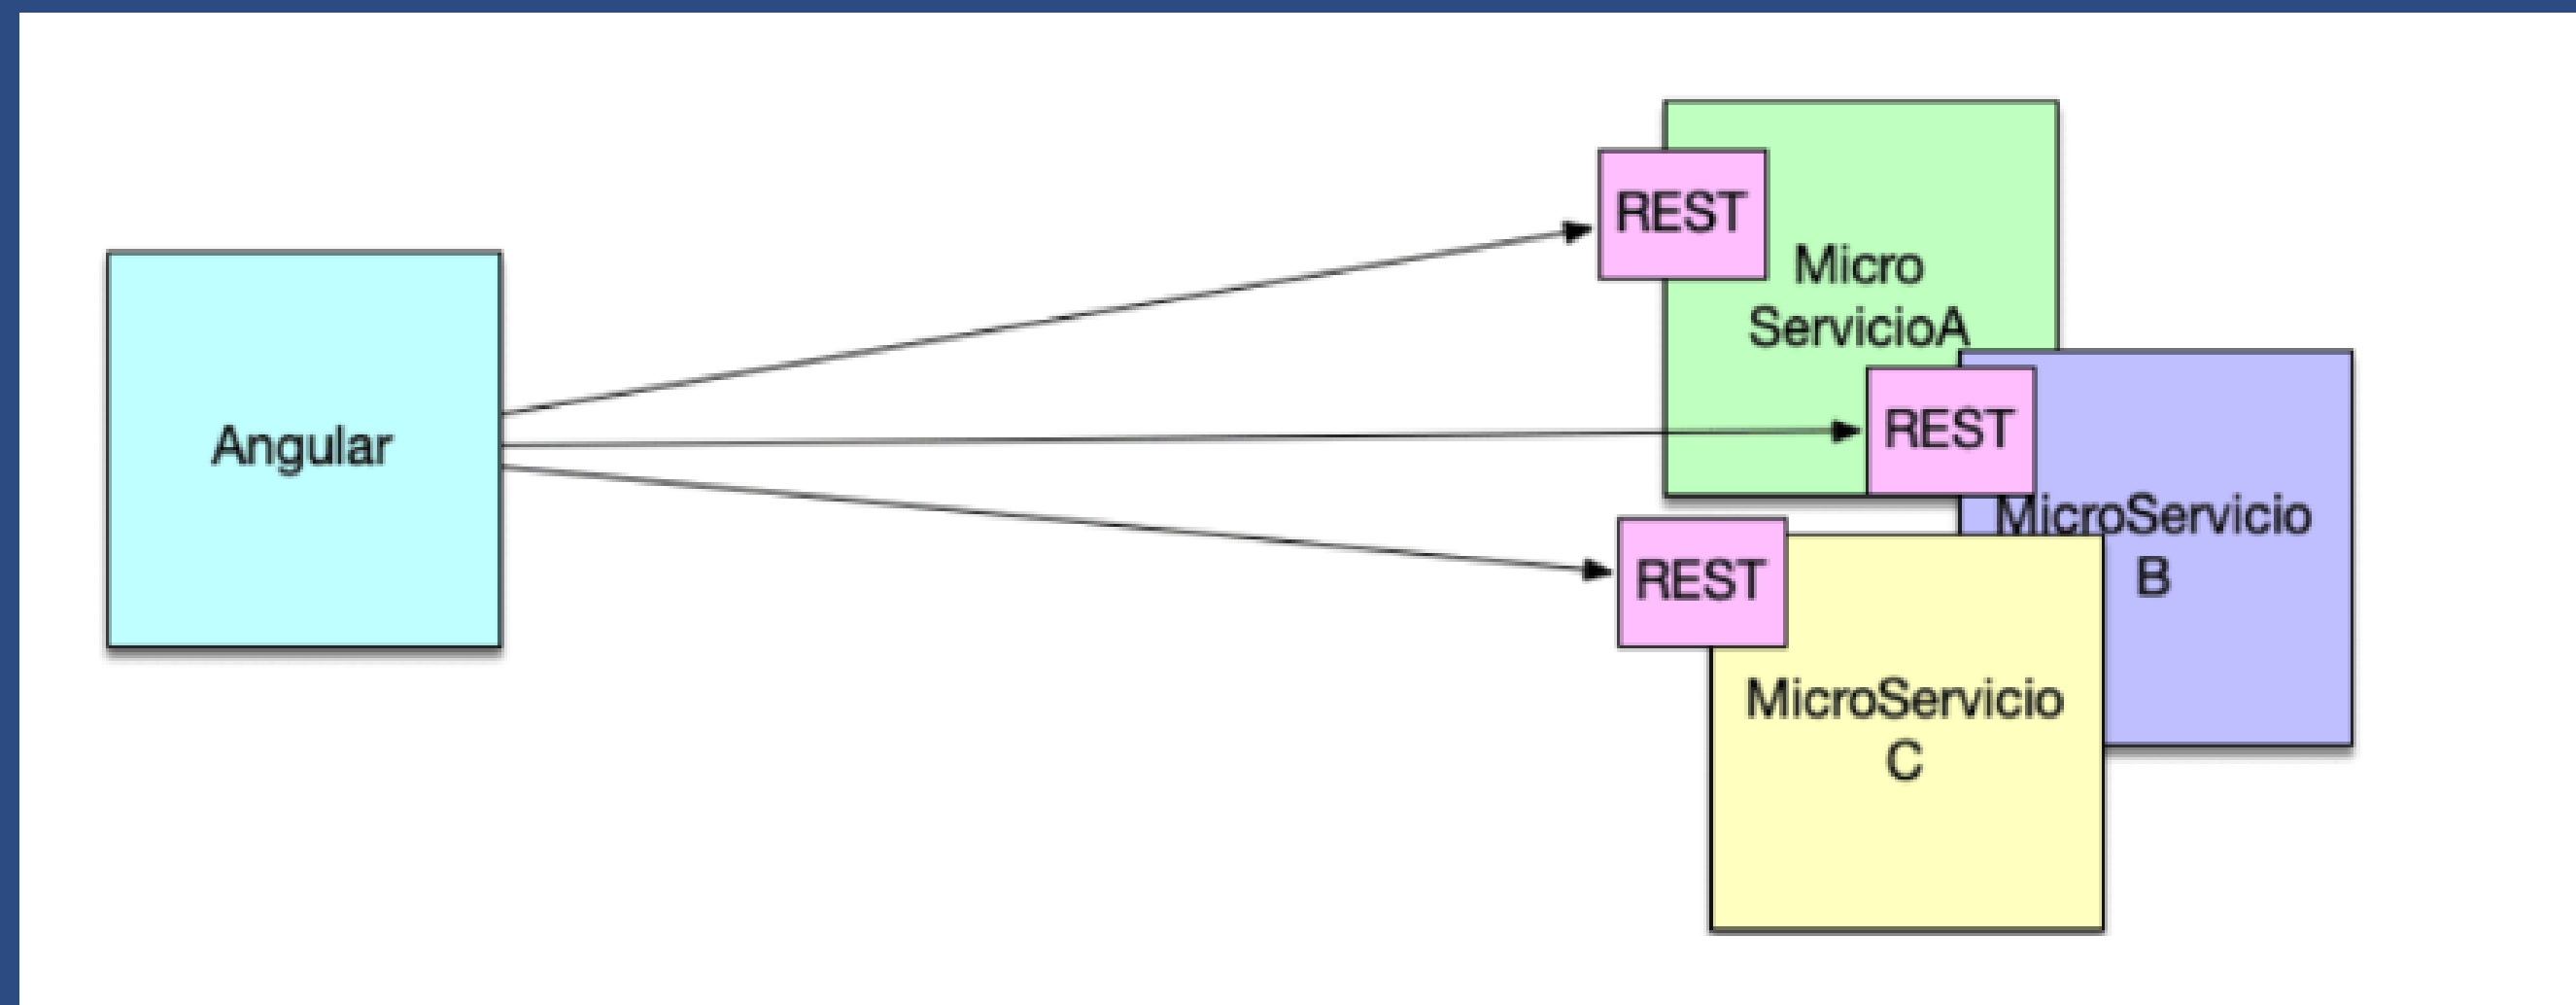 Angular
REST
Micro
ServicioA
REST
MicroServicio
B
REST
MicroServicio
C